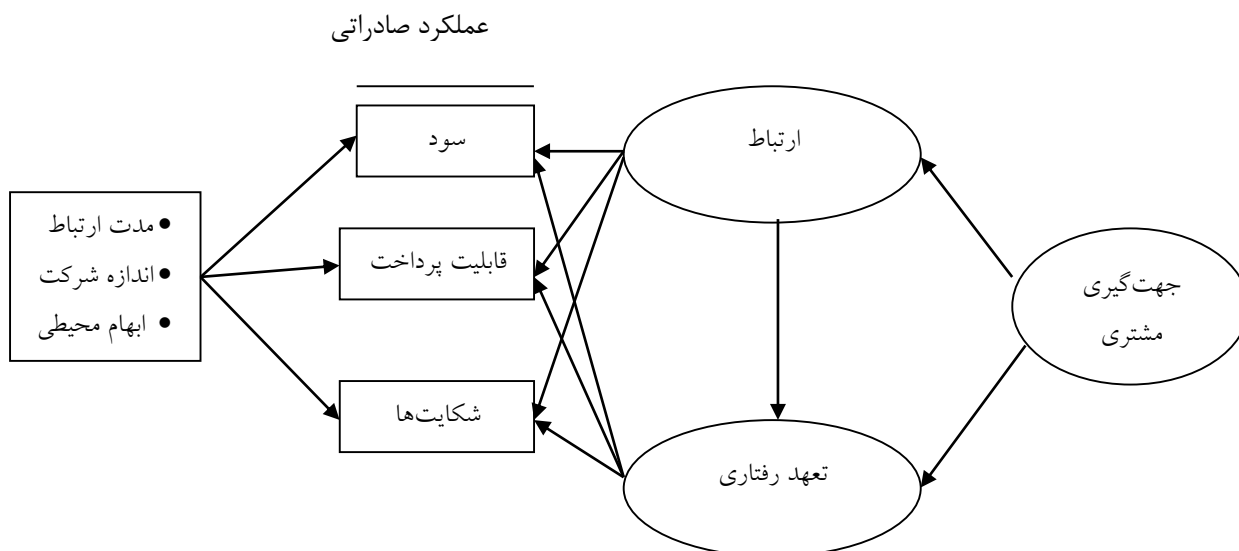 عملکرد صادراتی
ارتباط
سود
جهت‌گیری
مشتری
قابلیت پرداخت
• مدت ارتباط
• اندازه شرکت
• ابهام محیطی
شکایت‌ها
تعهد رفتاری